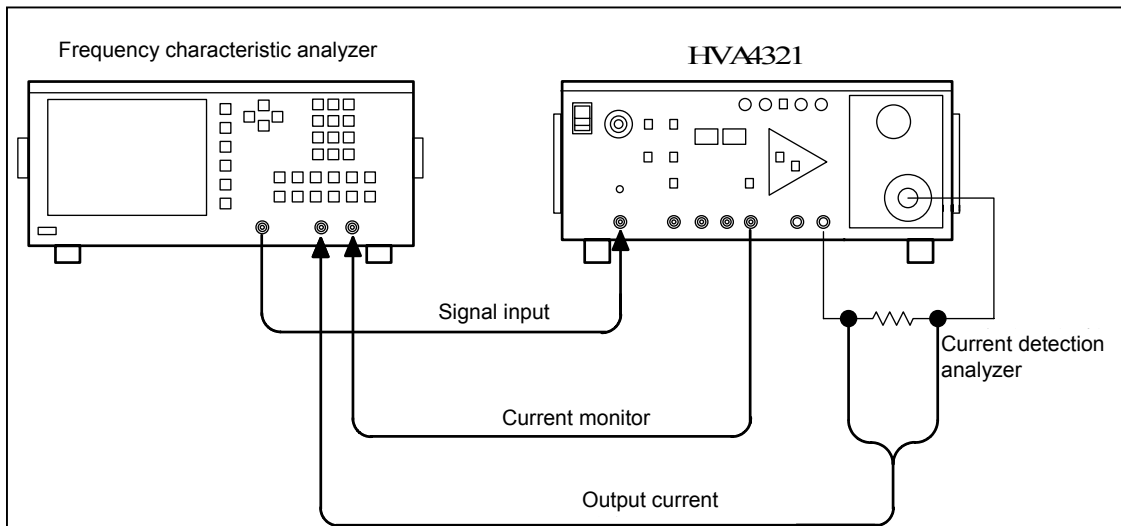 Frequency characteristic analyzer
HVA4321
Signal input
Current detection
analyzer
Current monitor
Output current